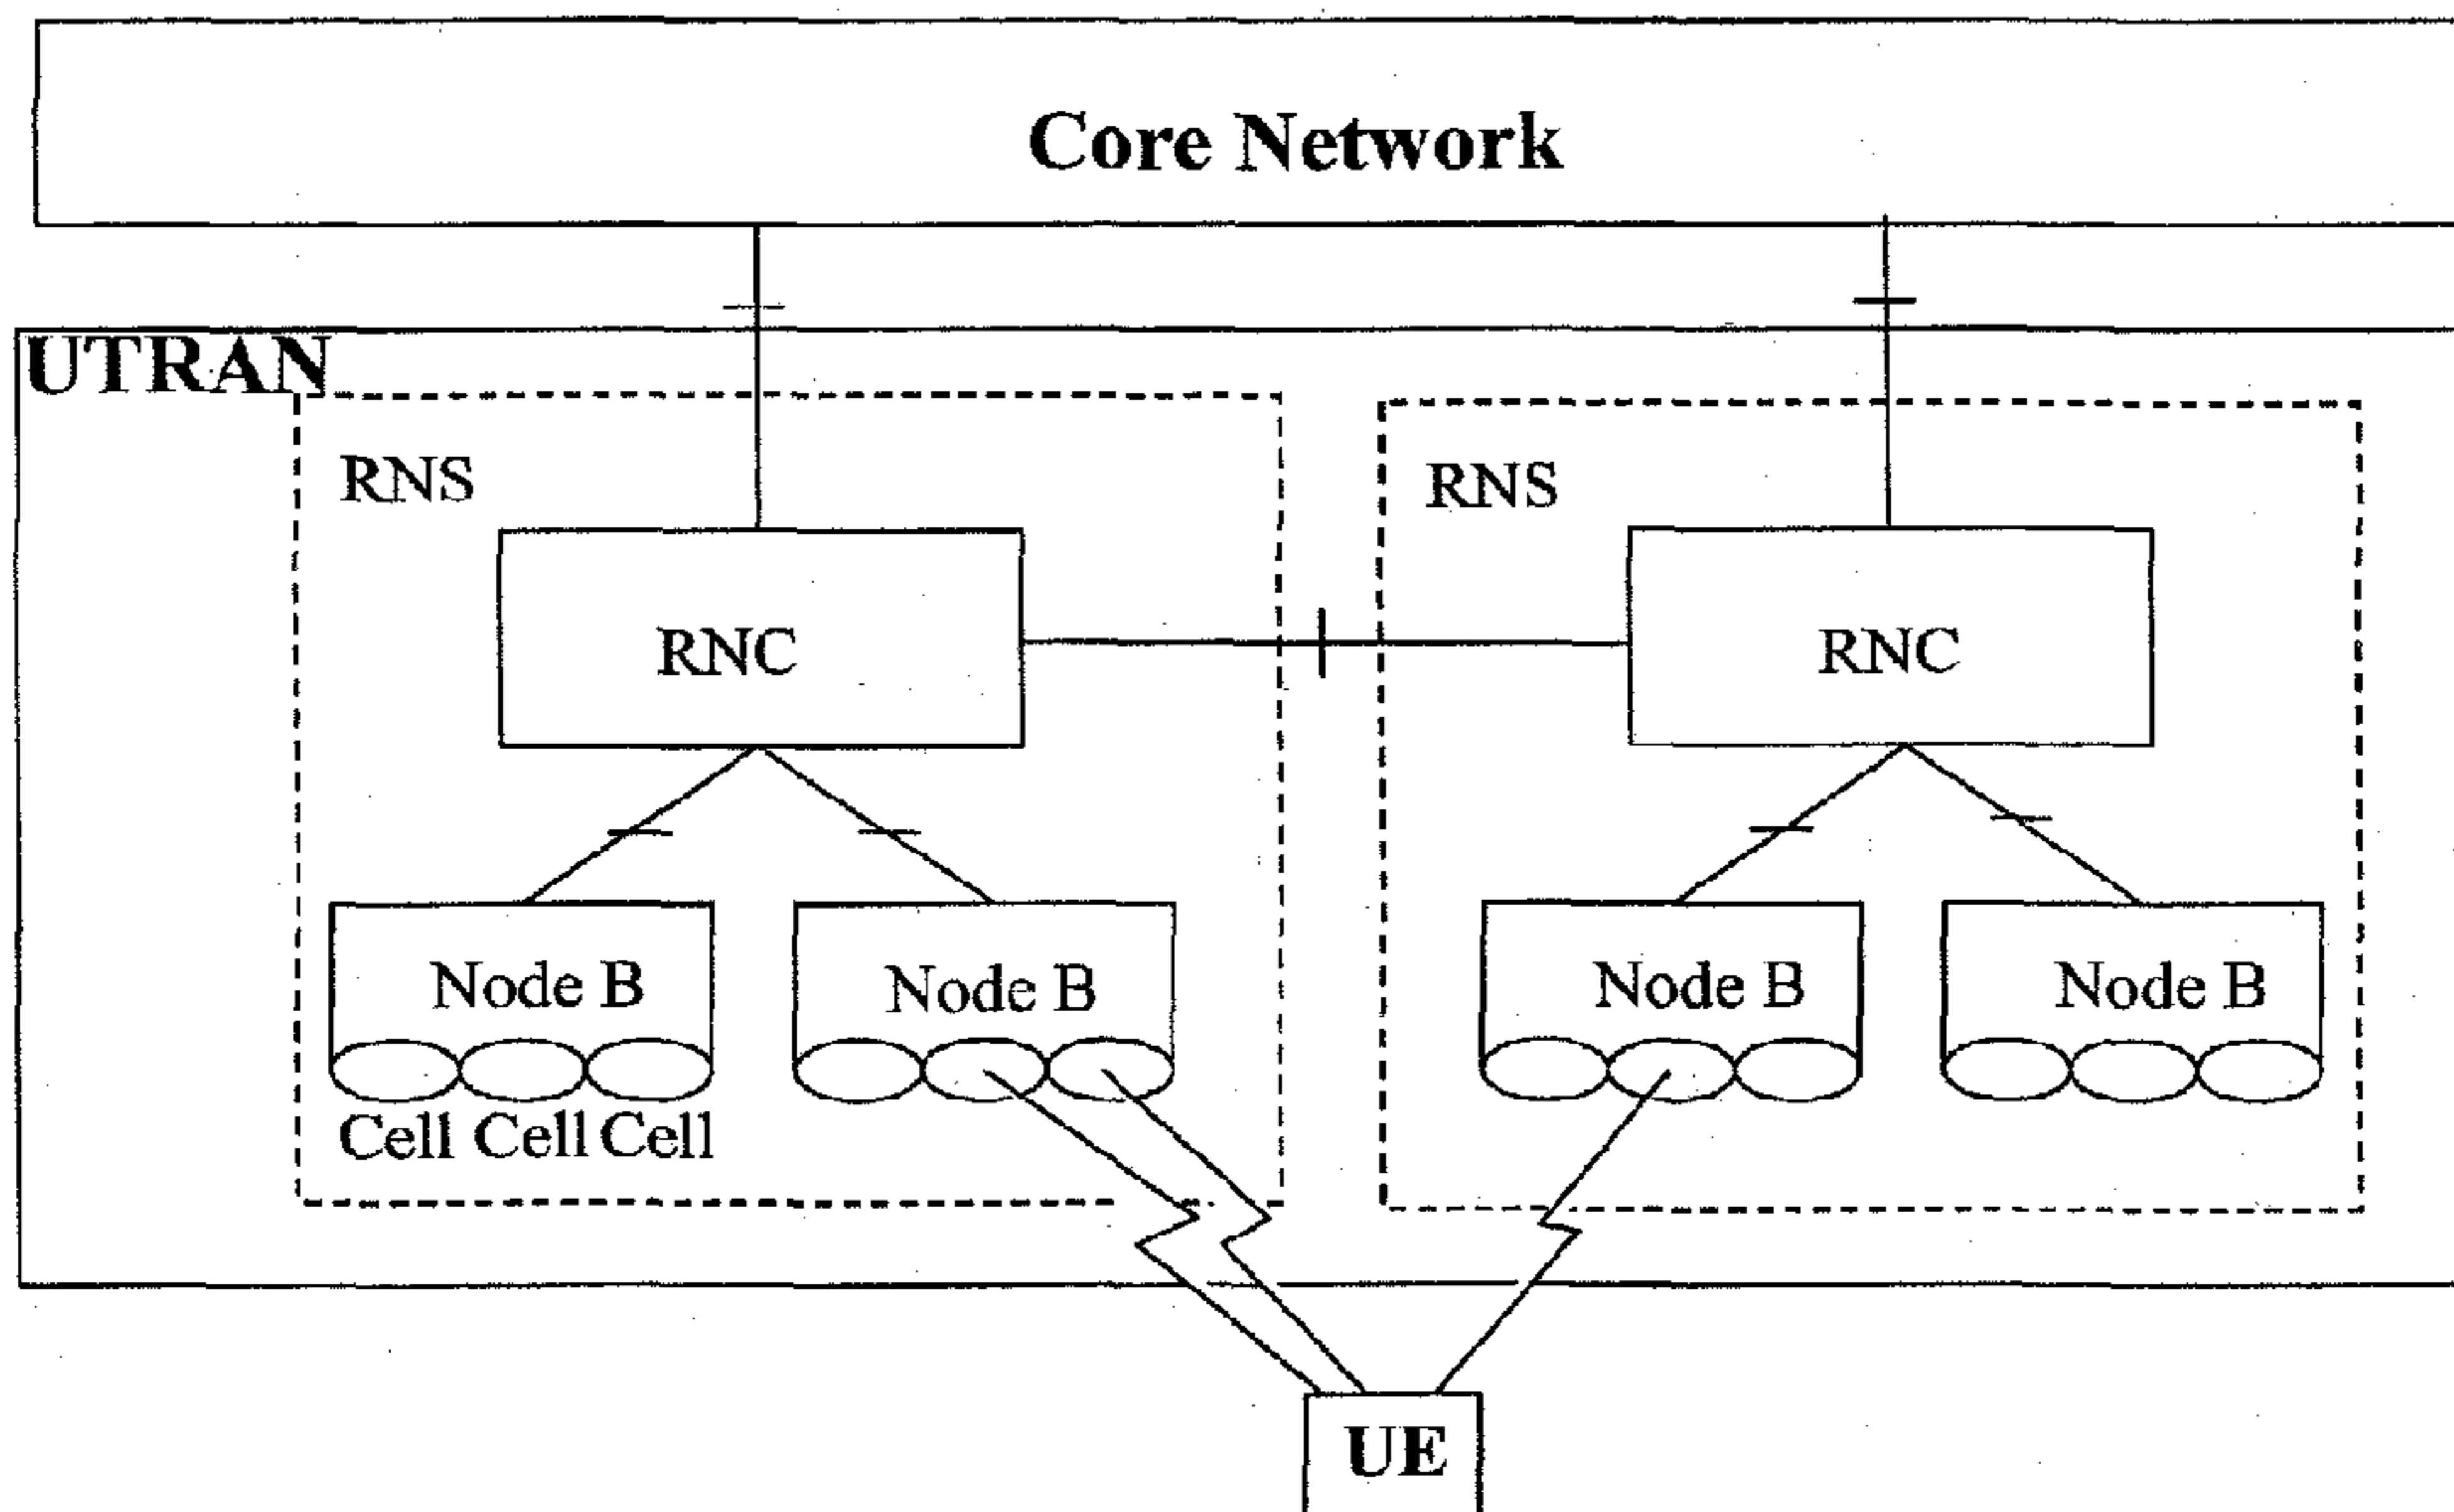 Core Network
UTRAN
RNS RNS
RNC RNC
Node B Node B Node B Node B
Cell Cell Cell
UE